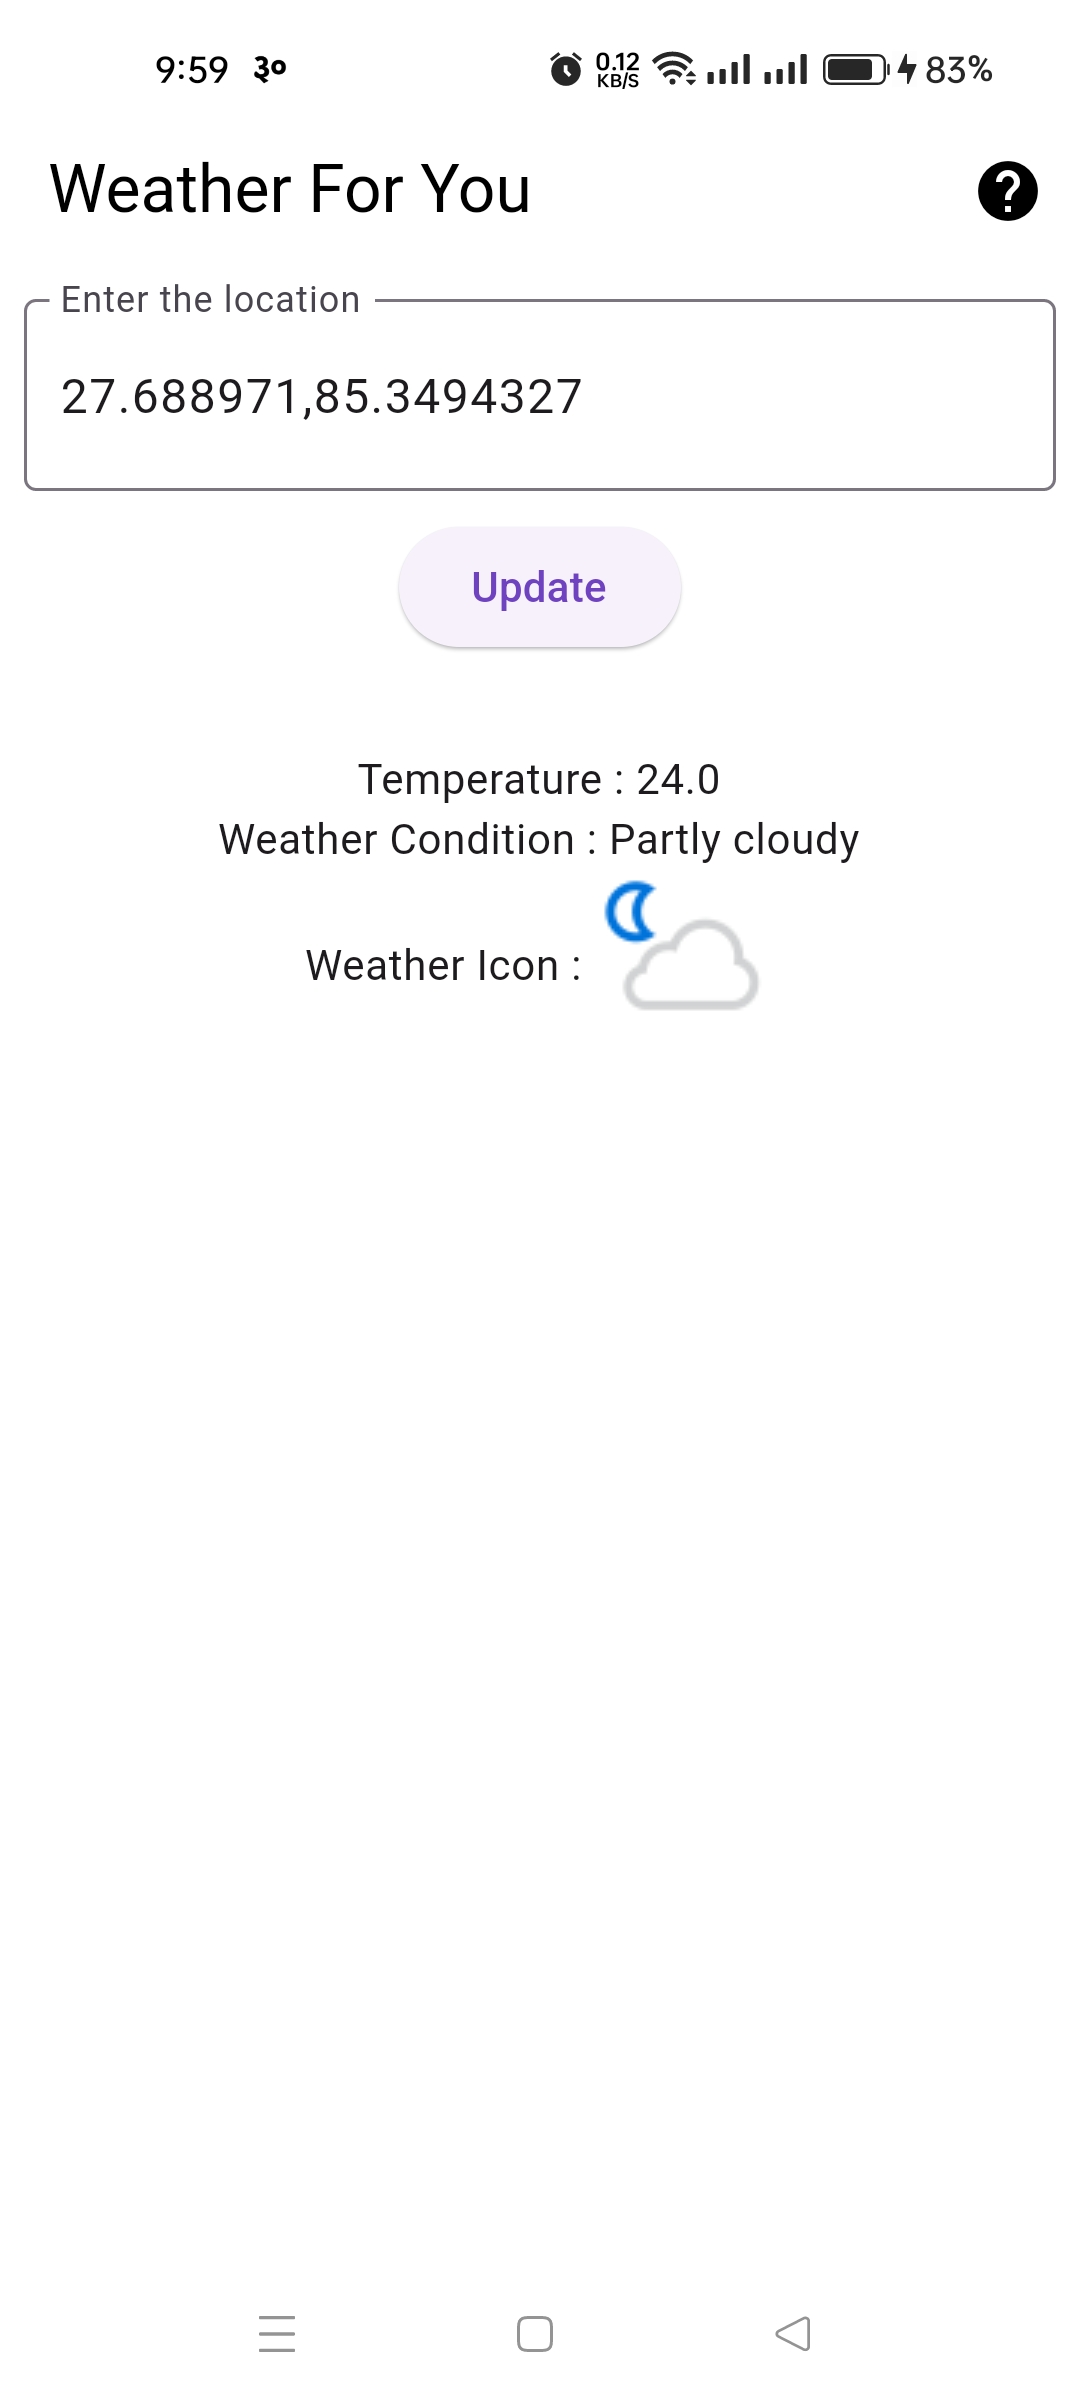 9:59 ३० 0.12 KB/S 83%
Weather For You
Enter the location
27.688971,85.3494327
Update
Temperature : 24.0
Weather Condition : Partly cloudy
Weather Icon :